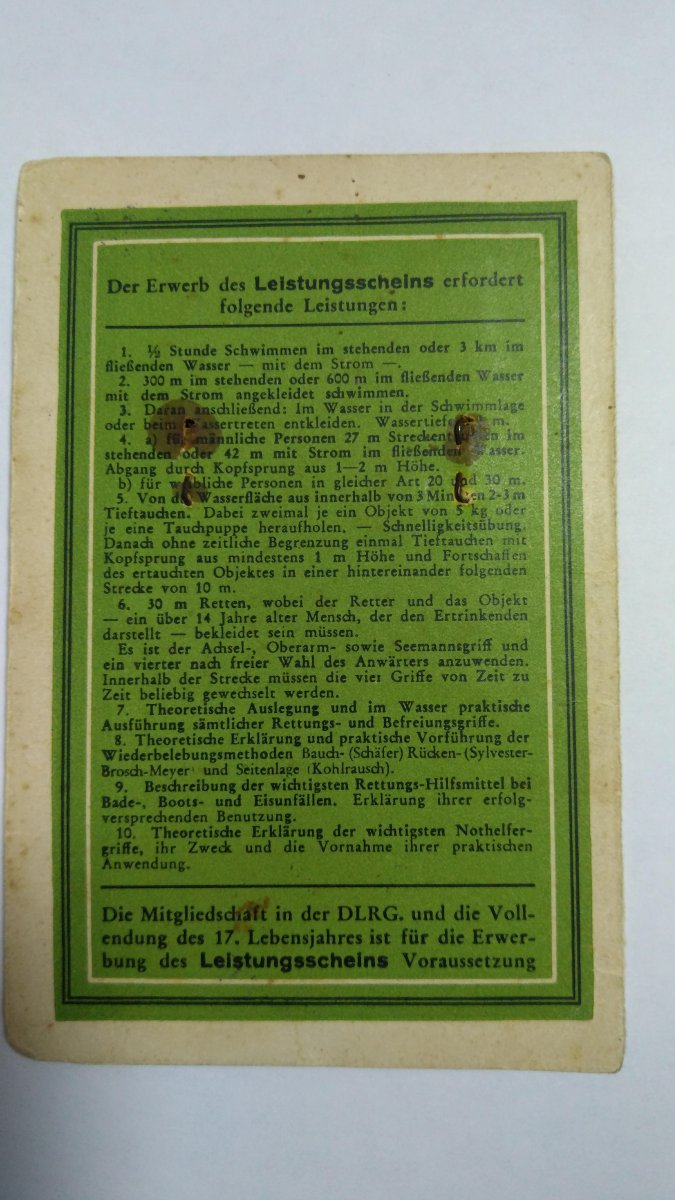 Der Erwerb des Leistungsscheins erfordert
folgende Leistungen:
1. ½ Stunde Schwimmen im stehenden oder 3 km im
fließenden Wasser — mit dem Strom —.
2. 300 m im stehenden oder 600 m im fließenden Wasser
mit dem Strom angekleidet schwimmen.
3. Daran anschließend: Im Wasser in der Schwimmlage
oder beim Wassertreten entkleiden. m.
4. a) für männliche Personen 27 m im
stehenden oder 42 m mit Strom im fließenden Wasser.
Abgang durch Kopfsprung aus 1—2 m Höhe.
b) für weibliche Personen in gleicher Art 20 und 30 m.
5. Von der Wasserfläche aus innerhalb von 3 Minuten 2-3 m
Tieftauchen. Dabei zweimal je ein Objekt von 5 kg oder
je eine Tauchpuppe heraufholen. — Schnelligkeitsübung.
Danach ohne zeitliche Begrenzung einmal Tieftauchen mit
Kopfsprung aus mindestens 1 m Höhe und Fortschaffen
des ertauchten Objektes in einer hintereinander folgenden
Strecke von 10 m.
6. 30 m Retten, wobei der Retter und das Objekt
— ein über 14 Jahre alter Mensch, der den Ertrinkenden
darstellt — bekleidet sein müssen.
Es ist der Achsel-, Oberarm- sowie Seemannsgriff und
ein vierter nach freier Wahl des Anwärters anzuwenden.
Innerhalb der Strecke müssen die vier Griffe von Zeit zu
Zeit beliebig gewechselt werden.
7. Theoretische Auslegung und im Wasser praktische
Ausführung sämtlicher Rettungs- und Befreiungsgriffe.
8. Theoretische Erklärung und praktische Vorführung der
Wiederbelebungsmethoden Bauch- (Schäfer) Rücken- (Sylvester-
Brosch-Meyer) und Seitenlage (Kohlrausch).
9. Beschreibung der wichtigsten Rettungs-Hilfsmittel bei
Bade-, Boots- und Eisunfällen. Erklärung ihrer erfolg-
versprechenden Benutzung.
10. Theoretische Erklärung der wichtigsten Nothelfer-
griffe, ihr Zweck und die Vornahme ihrer praktischen
Anwendung.
Die Mitgliedschaft in der DLRG. und die Voll-
endung des 17. Lebensjahres ist für die Erwer-
bung des Leistungsscheins Voraussetzung